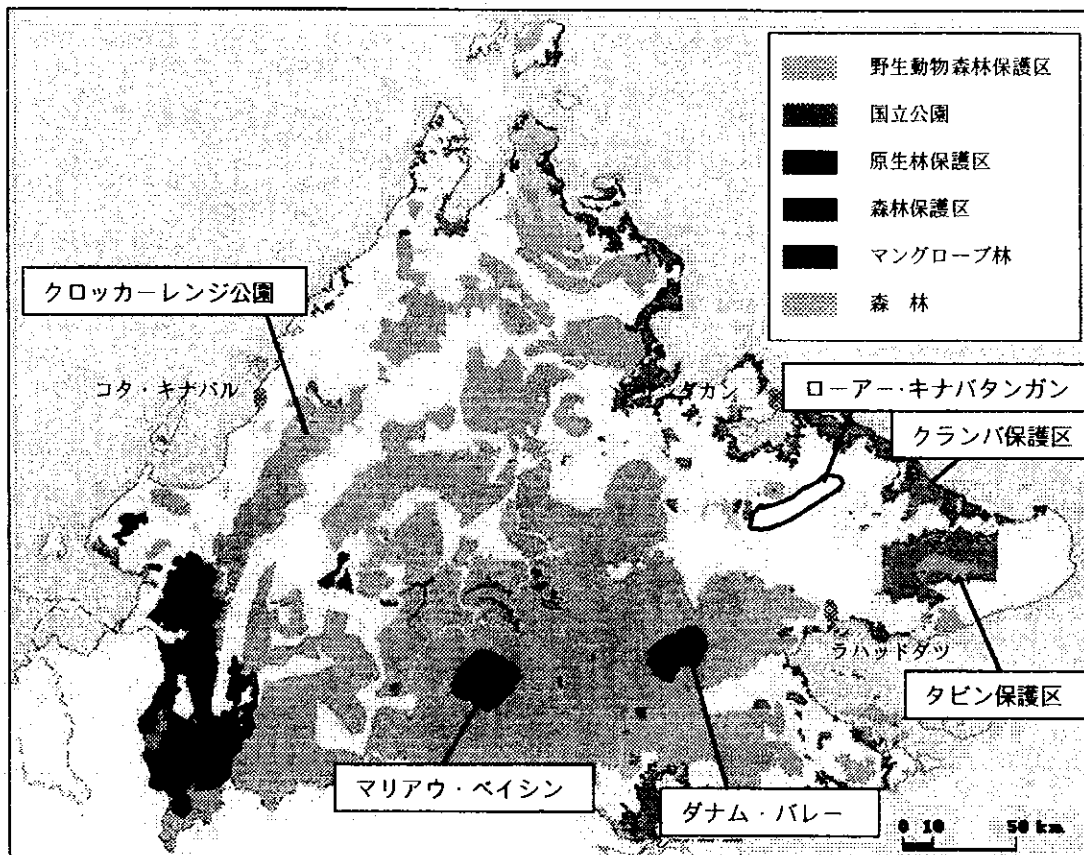 野生動物森林保護区
国立公園
原生林保護区
森林保護区
マングローブ林
森 林
クロッカーレンジ公園
コタ・キナバル
ダカン
ローアー・キナバタンガン
クランバ保護区
ラハッドダツ
タビン保護区
マリアウ・ベイシン
ダナム・バレー
0 10 50 km